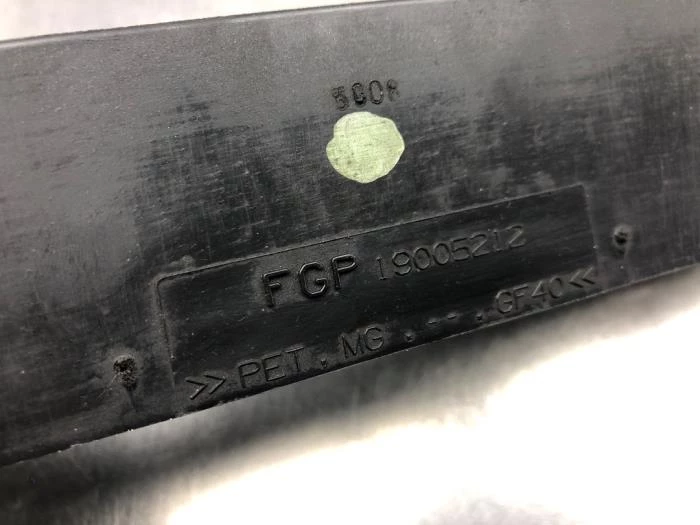 5008
FGP 19005212
>> PET . MG . -- . GF40 <<